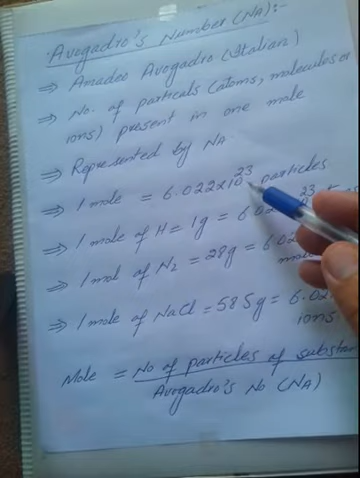 Avogadro's Number (NA):-
⇒ Amadeo Avogadro (Italian)
⇒ No. of particals (atoms, molecules or
ions) present in one mole
⇒ Represented by NA.
⇒ 1 mole = 6.022×10²³ particles
⇒ 1 mole of H = 1g = 6.02 23
⇒ 1 mol of N₂ = 28g = 6.02
⇒ 1 mole of NaCl = 58.5g = 6.02
ions
Mole = No of particles of
Avogadro's No (NA)